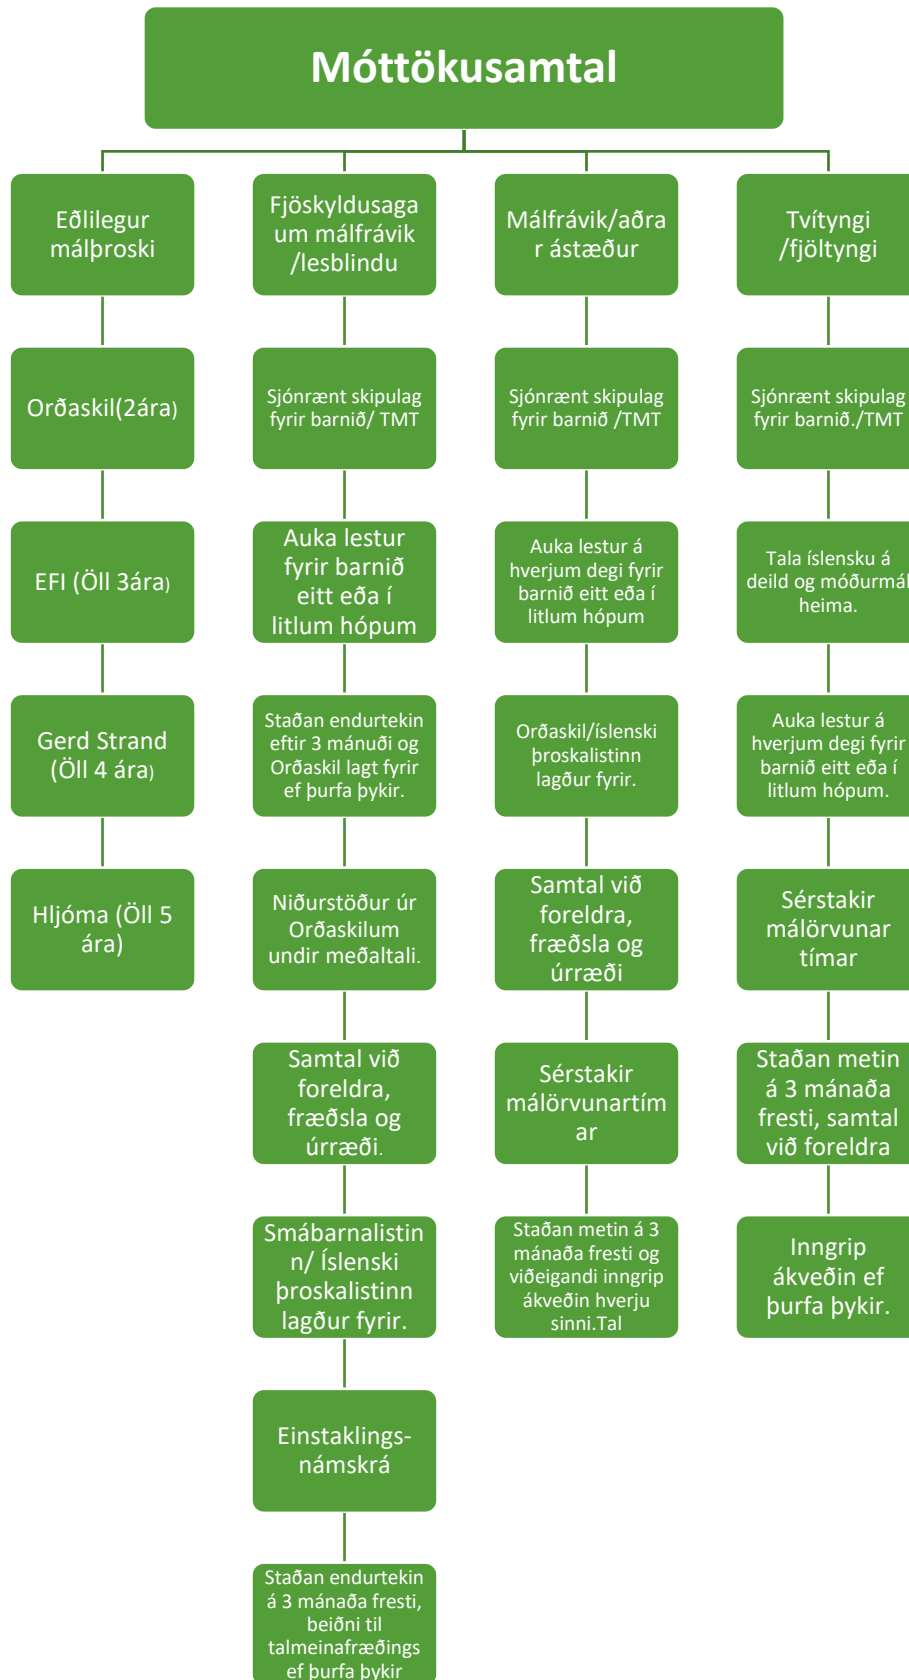 Móttökusamtal
Eðlilegur
málþroski
Orðaskil(2ára)
EFI (Öll 3ára)
Gerd Strand
(Öll 4 ára)
Hljóma (Öll 5
ára)
Fjöskyldusaga
um málfrávik
/lesblindu
Sjónrænt skipulag
fyrir barnið/ TMT
Auka lestur
fyrir barnið
eitt eða í
litlum hópum
Staðan endurtekin
eftir 3 mánuði og
Orðaskil lagt fyrir
ef þurfa þykir.
Niðurstöður úr
Orðaskilum
undir meðaltali.
Samtal við
foreldra,
fræðsla og
úrræði.
Smábarnalistin
n/ Íslenski
þroskalistinn
lagður fyrir.
Einstaklings-
námskrá
Staðan endurtekin
á 3 mánaða fresti,
beiðni til
talmeinafræðings
ef þurfa þykir
Málfrávik/aðra
r ástæður
Sjónrænt skipulag
fyrir barnið /TMT
Auka lestur á
hverjum degi fyrir
barnið eitt eða í
litlum hópum
Orðaskil/íslenski
þroskalistinn
lagður fyrir.
Samtal við
foreldra,
fræðsla og
úrræði
Sérstakir
málörvunartím
ar
Staðan metin á 3
mánaða fresti og
viðeigandi inngrip
ákveðin hverju
sinni.Tal
Tvítyngi
/fjöltyngi
Sjónrænt skipulag
fyrir barnið./TMT
Tala íslensku á
deild og móðurmál
heima.
Auka lestur á
hverjum degi fyrir
barnið eitt eða í
litlum hópum.
Sérstakir
málörvunar
tímar
Staðan metin
á 3 mánaða
fresti, samtal
við foreldra
Inngrip
ákveðin ef
þurfa þykir.